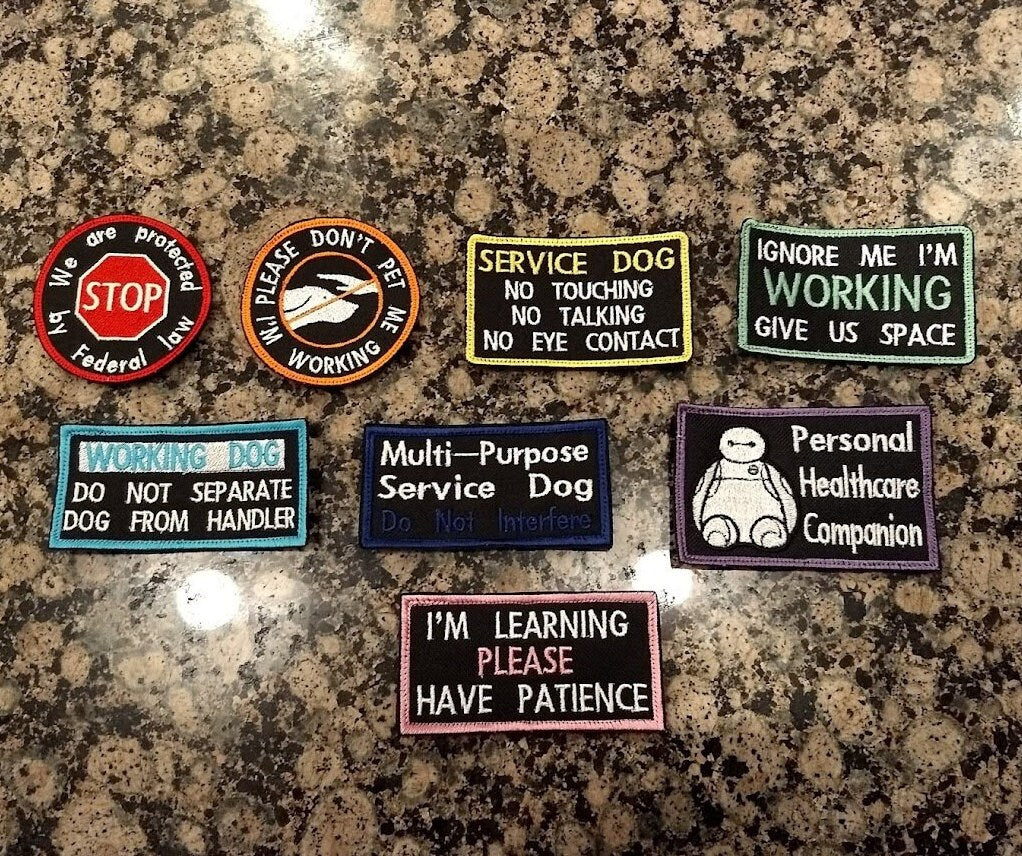 We are protected by Federal law
STOP
PLEASE DON'T PET ME I'M WORKING
SERVICE DOG
NO TOUCHING
NO TALKING
NO EYE CONTACT
IGNORE ME I'M
WORKING
GIVE US SPACE
WORKING DOG
DO NOT SEPARATE
DOG FROM HANDLER
Multi-Purpose
Service Dog
Do Not Interfere
Personal
Healthcare
Companion
I'M LEARNING
PLEASE
HAVE PATIENCE